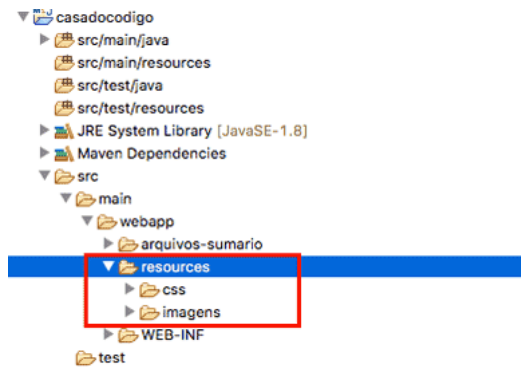 casadocodigo
src/main/java
src/main/resources
src/test/java
src/test/resources
JRE System Library [JavaSE-1.8]
Maven Dependencies
src
main
webapp
arquivos-sumario
resources
css
imagens
WEB-INF
test